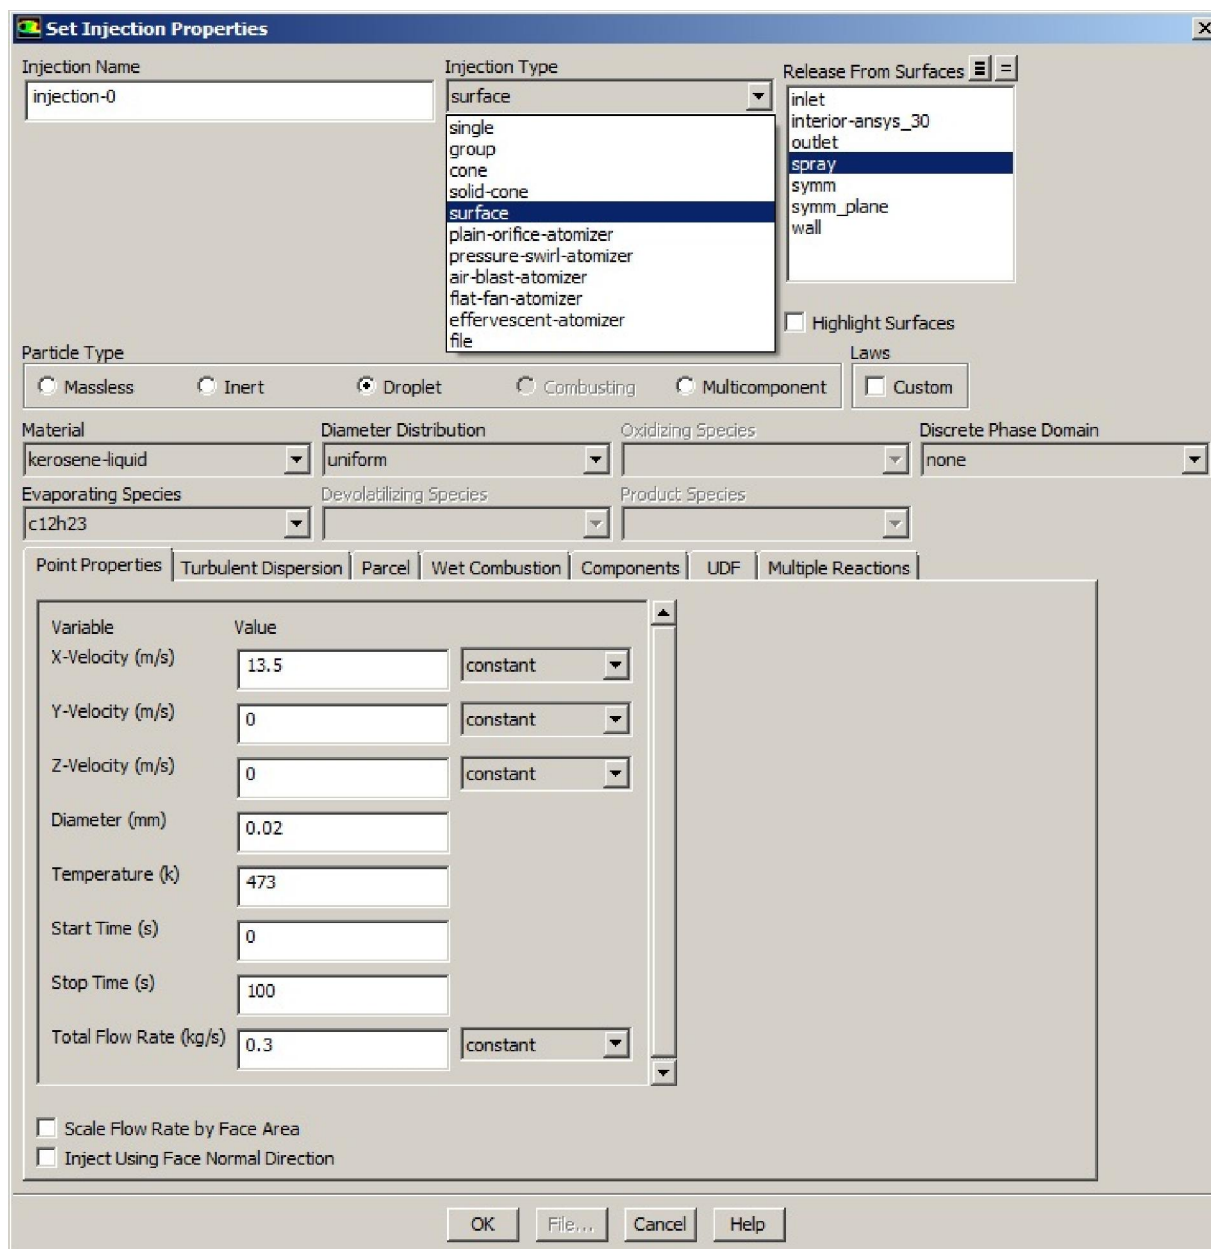 Set Injection Properties
Injection Name
injection-0
Injection Type
surface
single
group
cone
solid-cone
surface
plain-orifice-atomizer
pressure-swirl-atomizer
air-blast-atomizer
flat-fan-atomizer
effervescent-atomizer
file
Release From Surfaces
inlet
interior-ansys_30
outlet
spray
symm
symm_plane
wall
Highlight Surfaces
Particle Type
Massless Inert Droplet Combusting Multicomponent
Laws
Custom
Material Diameter Distribution Oxidizing Species Discrete Phase Domain
kerosene-liquid uniform none
Evaporating Species Devolatilizing Species Product Species
c12h23
Point Properties Turbulent Dispersion Parcel Wet Combustion Components UDF Multiple Reactions
Variable Value
X-Velocity (m/s) 13.5 constant
Y-Velocity (m/s) 0 constant
Z-Velocity (m/s) 0 constant
Diameter (mm) 0.02
Temperature (k) 473
Start Time (s) 0
Stop Time (s) 100
Total Flow Rate (kg/s) 0.3 constant
Scale Flow Rate by Face Area
Inject Using Face Normal Direction
OK File... Cancel Help